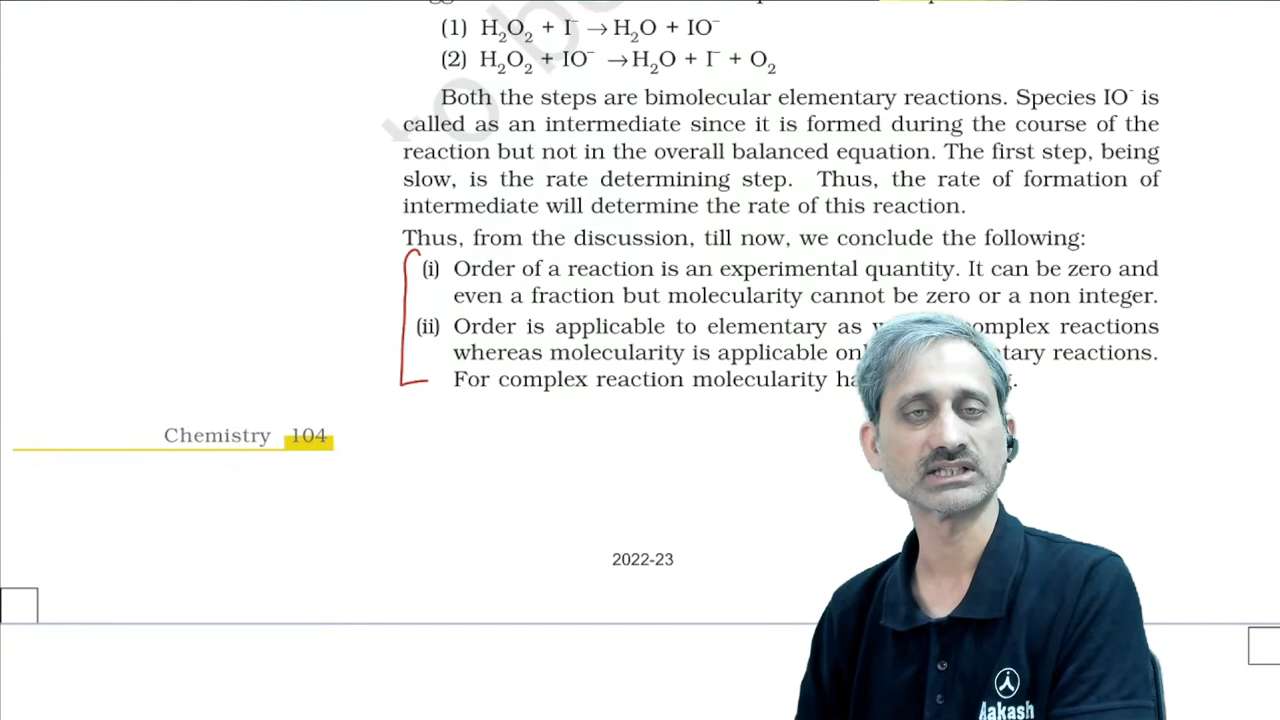 (1) H₂O₂ + I⁻ → H₂O + IO⁻
(2) H₂O₂ + IO⁻ → H₂O + I⁻ + O₂
Both the steps are bimolecular elementary reactions. Species IO⁻ is
called as an intermediate since it is formed during the course of the
reaction but not in the overall balanced equation. The first step, being
slow, is the rate determining step. Thus, the rate of formation of
intermediate will determine the rate of this reaction.
Thus, from the discussion, till now, we conclude the following:
(i) Order of a reaction is an experimental quantity. It can be zero and
even a fraction but molecularity cannot be zero or a non integer.
(ii) Order is applicable to elementary as complex reactions
whereas molecularity is applicable reactions.
For complex reaction molecularity
Chemistry 104
2022-23
Aakash